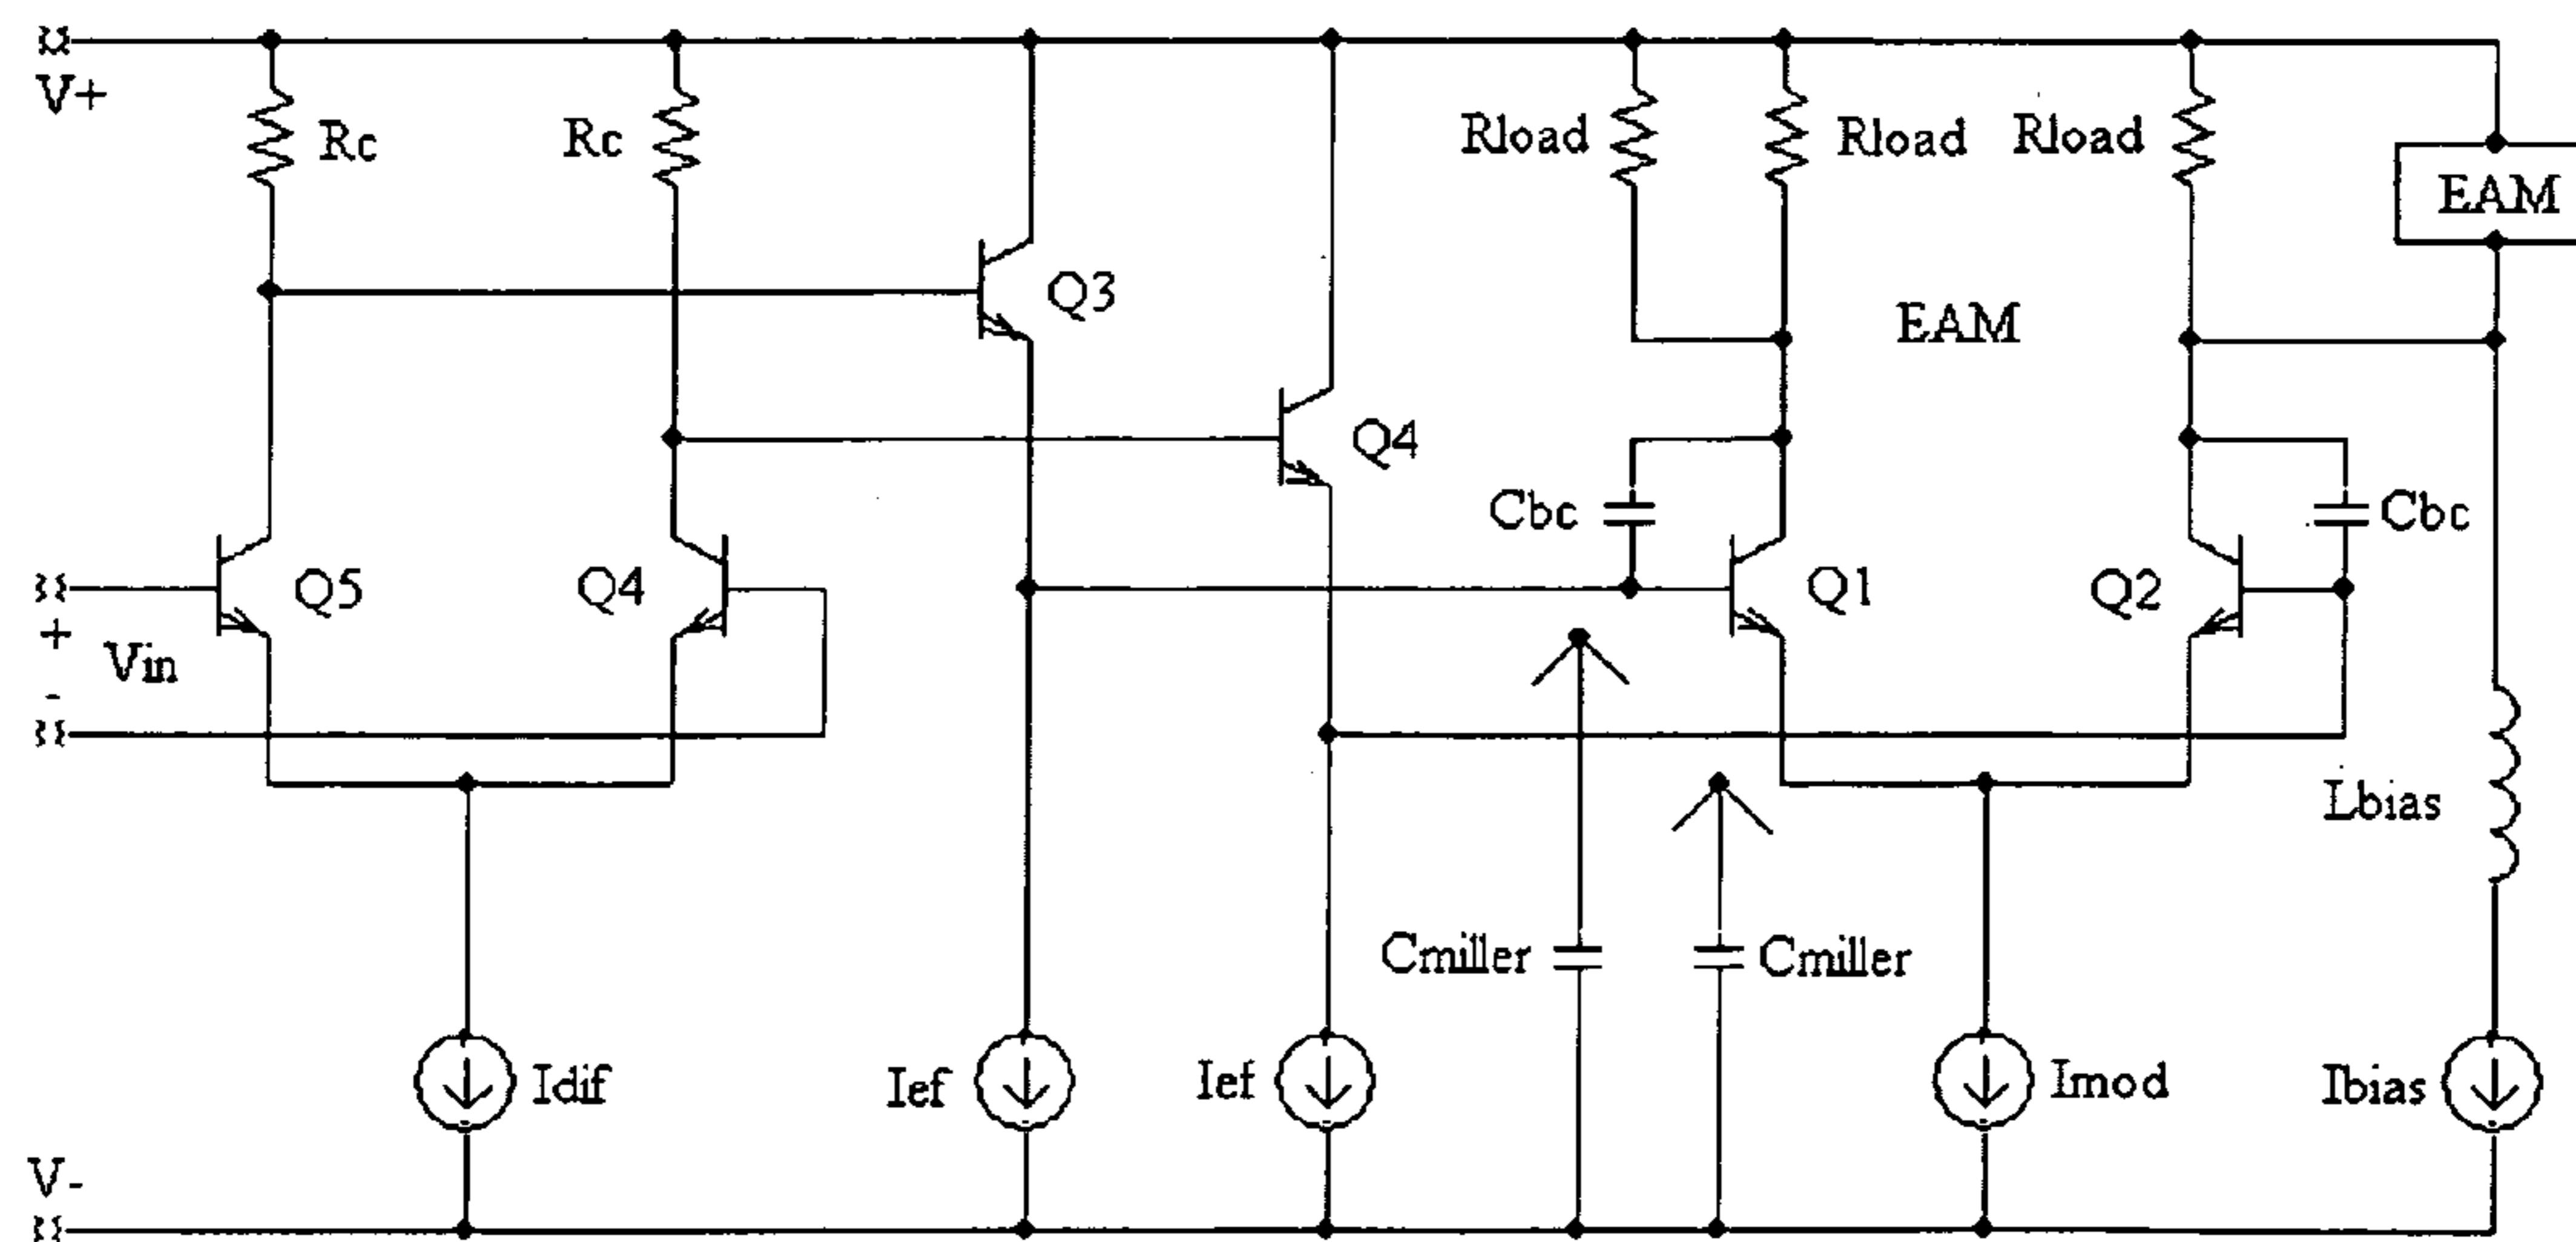 V+
Rc
Rc
Rload
Rload
Rload
EAM
Q3
EAM
Q4
Cbc
Cbc
Q5
Q4
Q1
Q2
+
Vin
-
Lbias
Cmiller
Cmiller
Idif
Ief
Ief
Imod
Ibias
V-